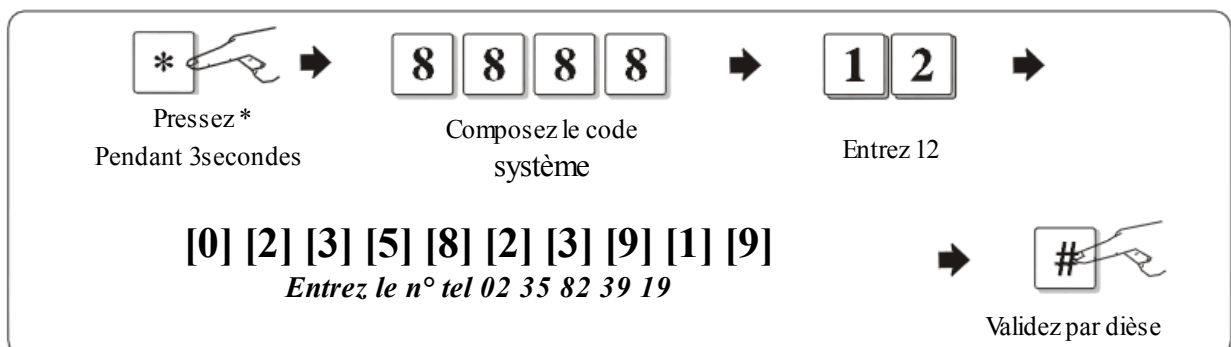 *
8 8 8 8
1 2
Pressez *
Pendant 3secondes
Composez le code
système
Entrez 12
[0] [2] [3] [5] [8] [2] [3] [9] [1] [9]
Entrez le n° tel 02 35 82 39 19
#
Validez par dièse